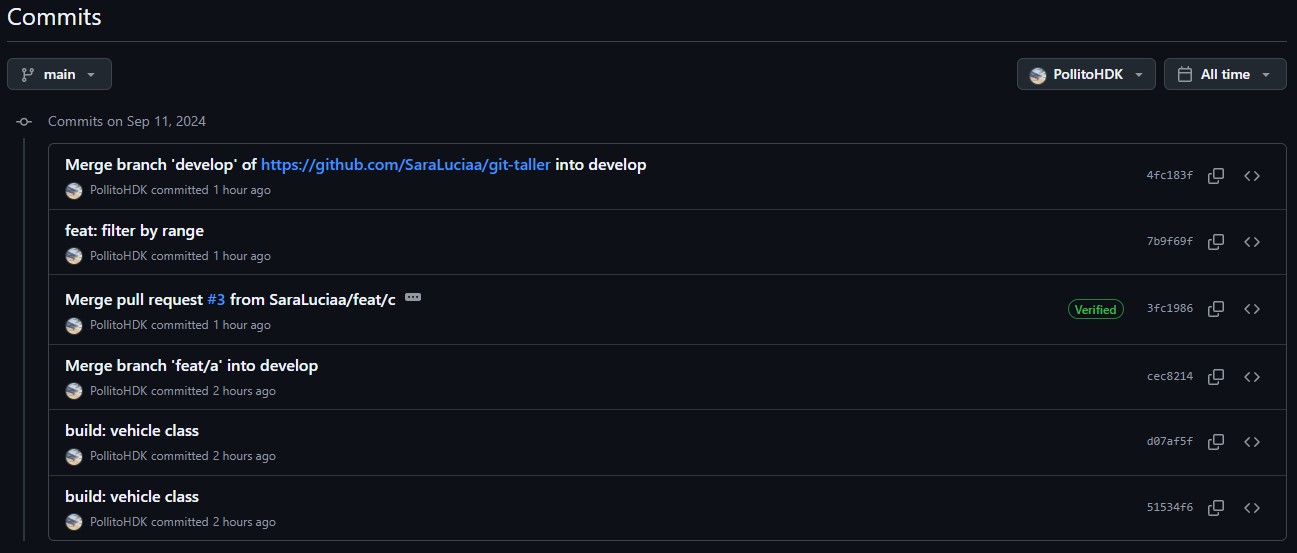 Commits
main
PollitoHDK
All time
Commits on Sep 11, 2024
Merge branch 'develop' of https://github.com/SaraLuciaa/git-taller into develop
PollitoHDK committed 1 hour ago
4fc183f
feat: filter by range
PollitoHDK committed 1 hour ago
7b9f69f
Merge pull request #3 from SaraLuciaa/feat/c
PollitoHDK committed 1 hour ago
Verified
3fc1986
Merge branch 'feat/a' into develop
PollitoHDK committed 2 hours ago
cec8214
build: vehicle class
PollitoHDK committed 2 hours ago
d07af5f
build: vehicle class
PollitoHDK committed 2 hours ago
51534f6